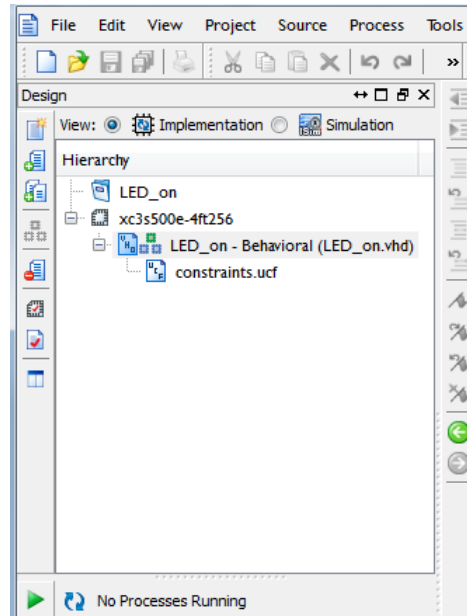 File Edit View Project Source Process Tools
»
Design
View: Implementation Simulation
Hierarchy
LED_on
xc3s500e-4ft256
LED_on - Behavioral (LED_on.vhd)
constraints.ucf
No Processes Running